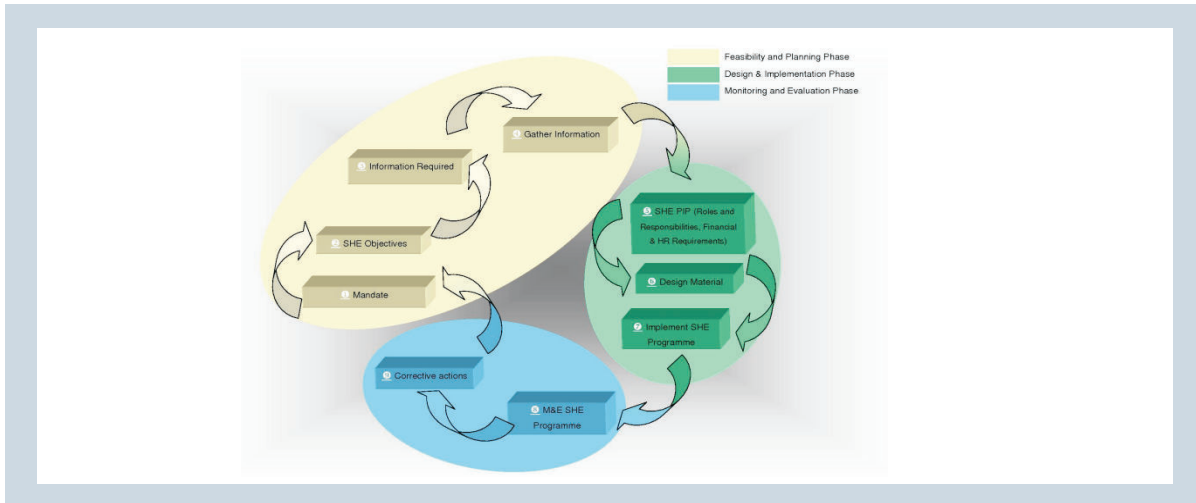 Feasibility and Planning Phase
Design & Implementation Phase
Monitoring and Evaluation Phase
Gather Information
Information Required
SHE Objectives
Mandate
SHE PIP (Roles and
Responsibilities, Financial
& HR Requirements)
Design Material
7 Implement SHE
Programme
M&E SHE
Programme
Corrective actions